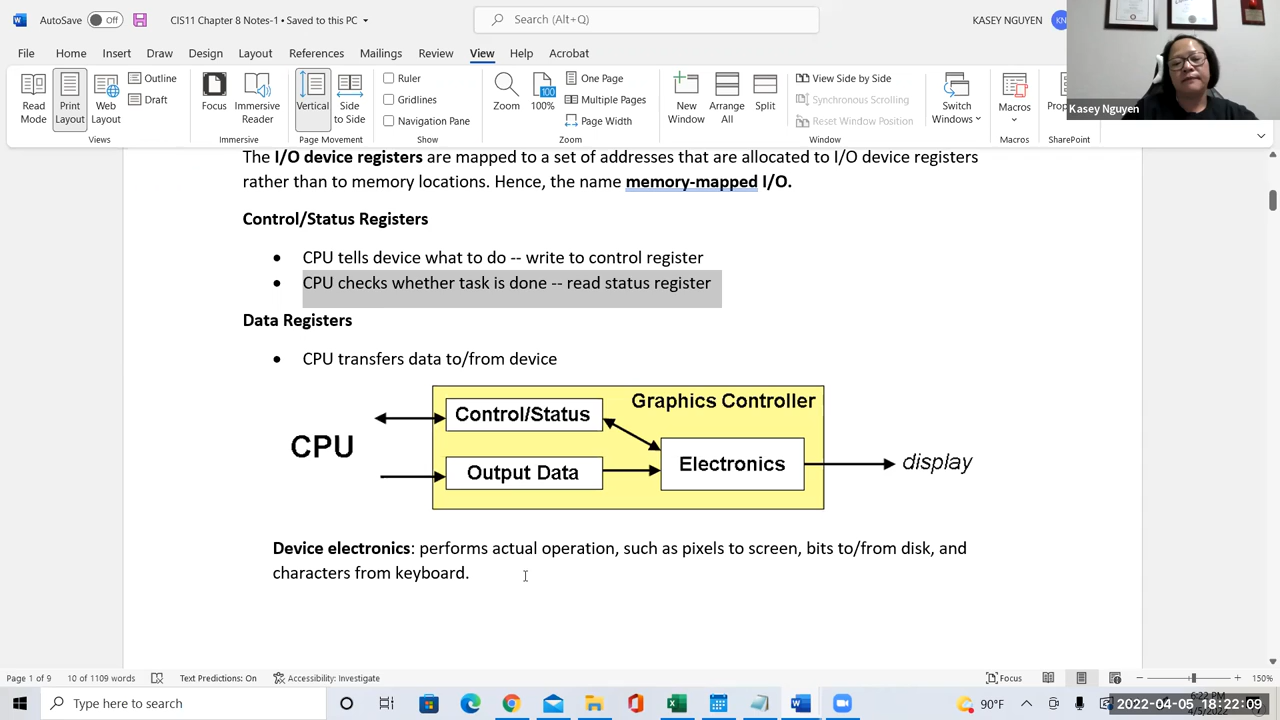 AutoSave Off CIS11 Chapter 8 Notes-1 • Saved to this PC Search (Alt+Q) KASEY NGUYEN KN
File Home Insert Draw Design Layout References Mailings Review View Help Acrobat
Read Mode Print Layout Web Layout Outline Draft
Focus Immersive Reader
Vertical Side to Side
Ruler Gridlines Navigation Pane
Zoom 100% 100 One Page Multiple Pages Page Width
New Window Arrange All Split View Side by Side Synchronous Scrolling Reset Window Position Switch Windows
Macros
Views Immersive Page Movement Show Zoom Window Macros SharePoint
Kasey Nguyen
The I/O device registers are mapped to a set of addresses that are allocated to I/O device registers
rather than to memory locations. Hence, the name memory-mapped I/O.
Control/Status Registers
• CPU tells device what to do -- write to control register
• CPU checks whether task is done -- read status register
Data Registers
• CPU transfers data to/from device
Graphics Controller
Control/Status
CPU
Electronics
display
Output Data
Device electronics: performs actual operation, such as pixels to screen, bits to/from disk, and
characters from keyboard.
Page 1 of 9 10 of 1109 words Text Predictions: On Accessibility: Investigate Focus 150%
Type here to search 90°F 6:22 PM
4/5/2022
2022-04-05 18:22:09